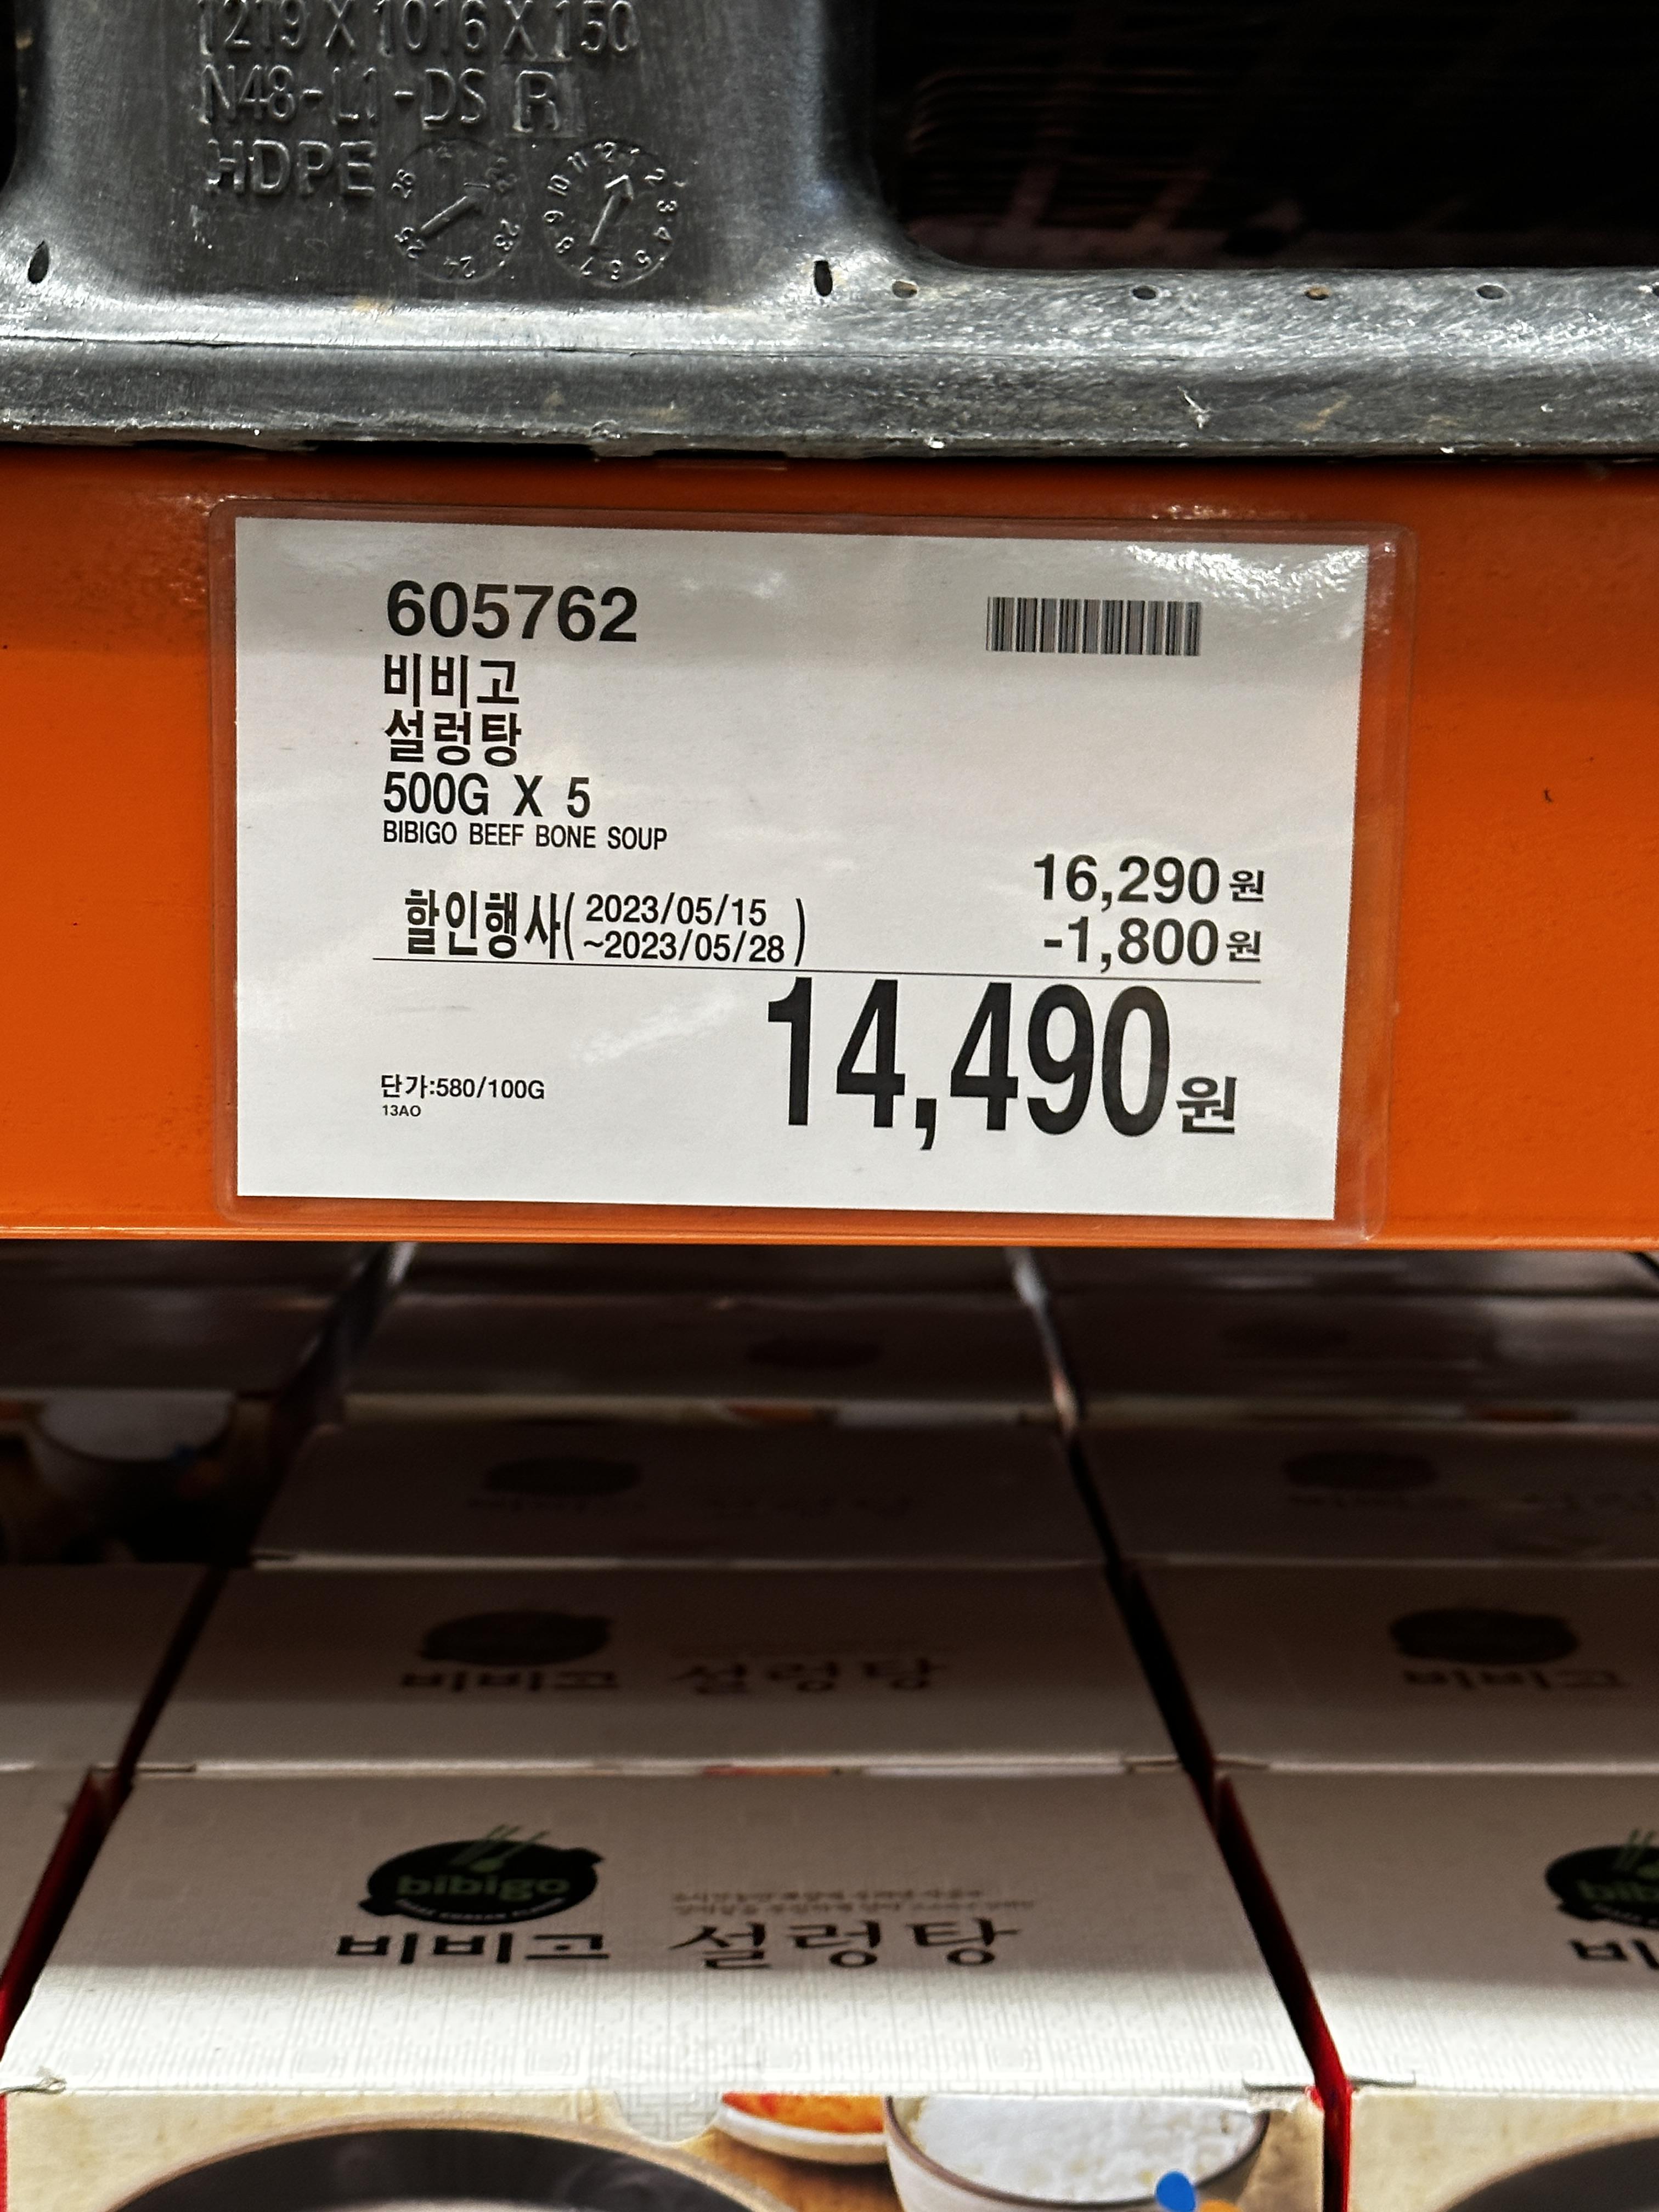 1219 X 1016 X 150
N48-L1-DS R
HDPE
605762
비비고
설렁탕
500G X 5
BIBIGO BEEF BONE SOUP
16,290원
할인행사( 2023/05/15
~2023/05/28 )
-1,800원
14,490원
단가:580/100G
13AO
비비고 설렁탕
비비고
bibigo
비비고 설렁탕